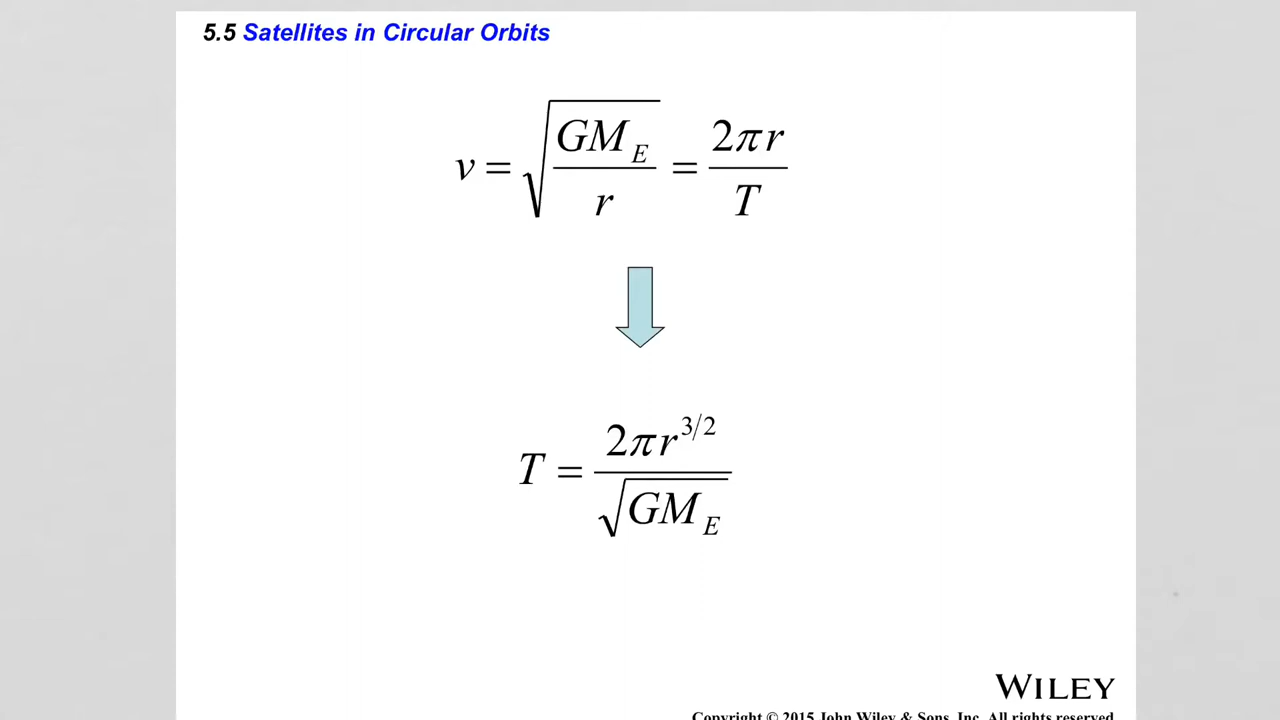 5.5 Satellites in Circular Orbits
v = √(GM_E / r) = 2πr / T
T = 2πr^{3/2} / √(GM_E)
WILEY
Copyright © 2015 John Wiley & Sons, Inc. All rights reserved.